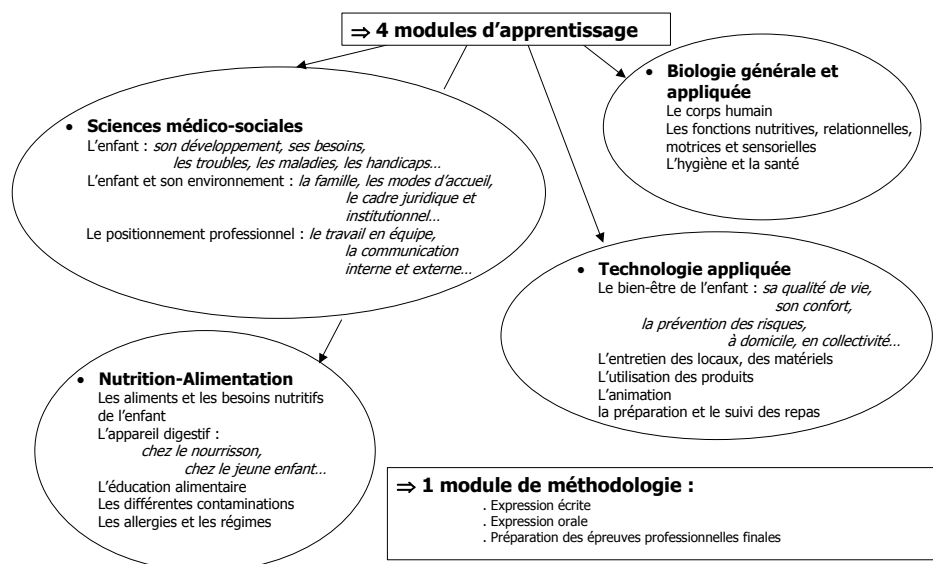 ⇒ 4 modules d’apprentissage
• Sciences médico-sociales
L’enfant : son développement, ses besoins,
les troubles, les maladies, les handicaps…
L’enfant et son environnement : la famille, les modes d’accueil,
le cadre juridique et
institutionnel…
Le positionnement professionnel : le travail en équipe,
la communication
interne et externe…
• Biologie générale et
appliquée
Le corps humain
Les fonctions nutritives, relationnelles,
motrices et sensorielles
L’hygiène et la santé
• Technologie appliquée
Le bien-être de l’enfant : sa qualité de vie,
son confort,
la prévention des risques,
à domicile, en collectivité…
L’entretien des locaux, des matériels
L’utilisation des produits
L’animation
la préparation et le suivi des repas
• Nutrition-Alimentation
Les aliments et les besoins nutritifs
de l’enfant
L’appareil digestif :
chez le nourrisson,
chez le jeune enfant…
L’éducation alimentaire
Les différentes contaminations
Les allergies et les régimes
⇒ 1 module de méthodologie :
. Expression écrite
. Expression orale
. Préparation des épreuves professionnelles finales